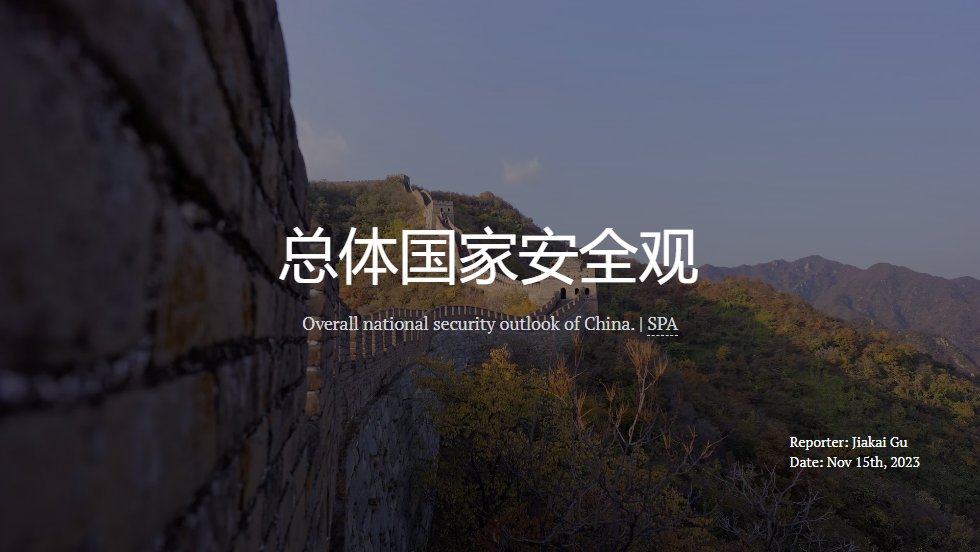 总体国家安全观
Overall national security outlook of China. | SPA
Reporter: Jiakai Gu
Date: Nov 15th, 2023